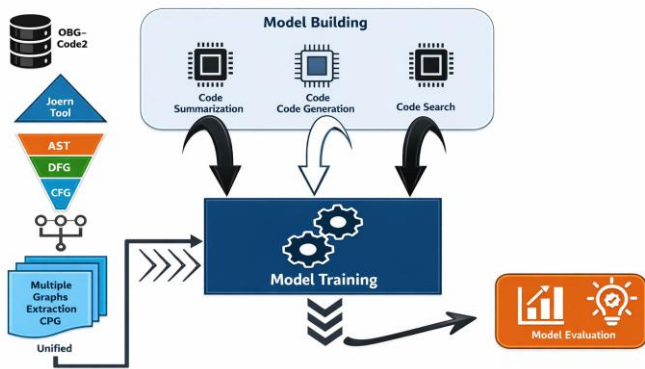 OBG-
Code2
Joern
Tool
AST
DFG
CFG
Multiple
Graphs
Extraction
CPG
Unified
Model Building
Code
Summarization
Code
Code Generation
Code Search
Model Training
Model Evaluation